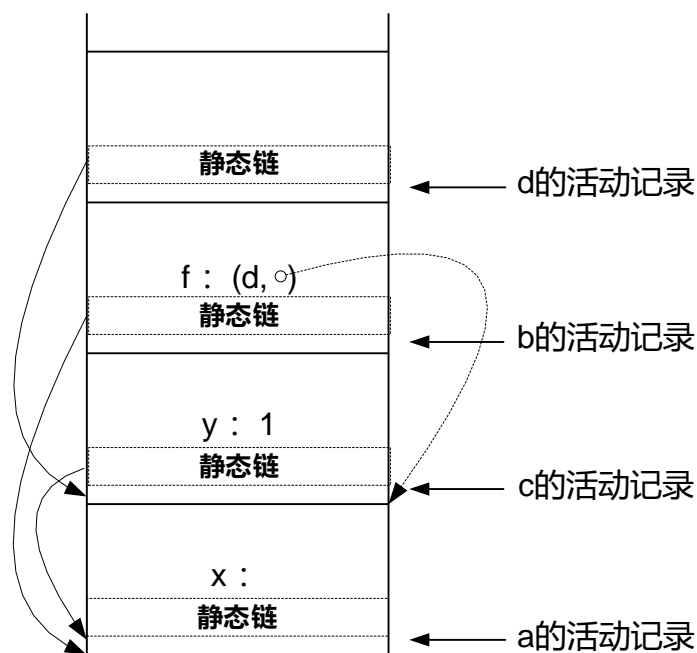 静态链
d的活动记录
f： (d, )
静态链
b的活动记录
y： 1
静态链
c的活动记录
x：
静态链
a的活动记录